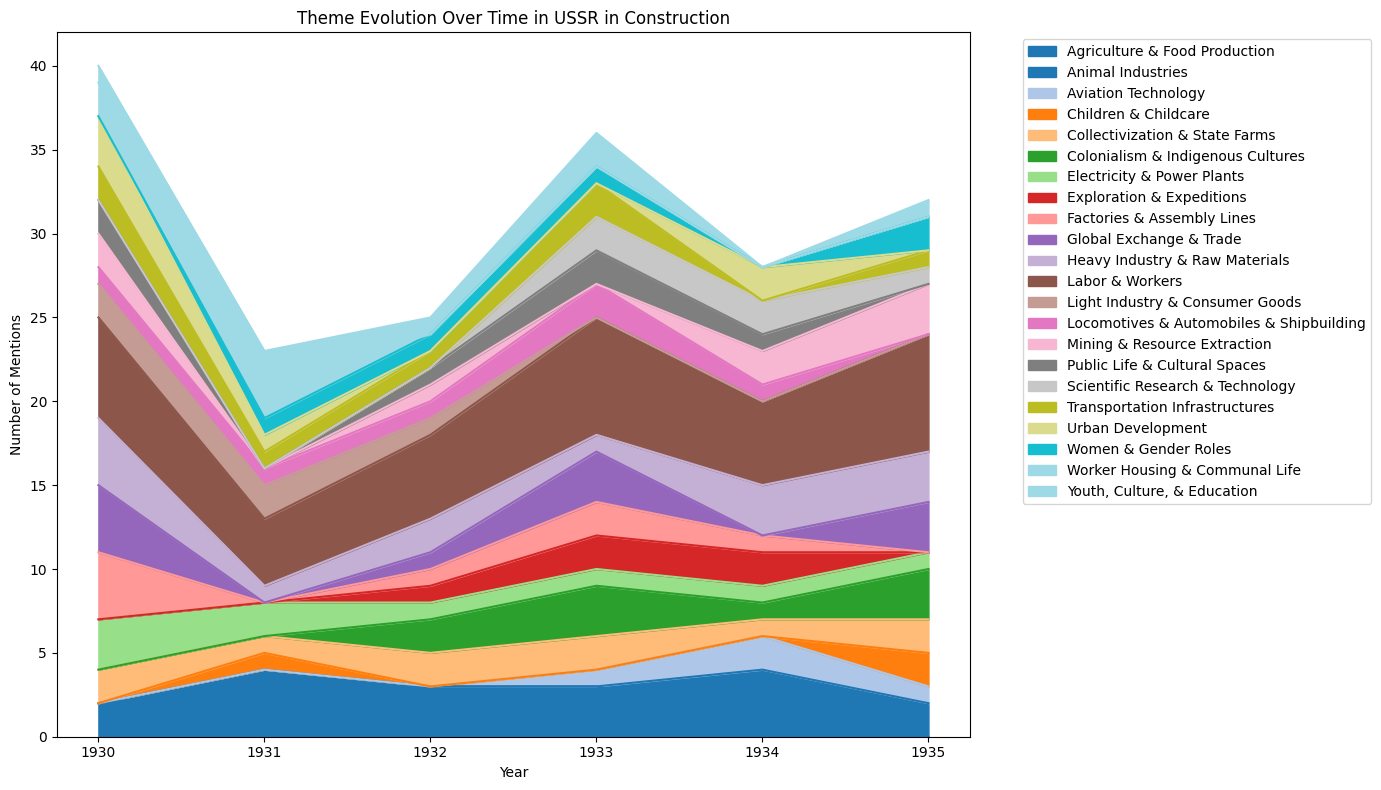 Theme Evolution Over Time in USSR in Construction
Number of Mentions
40
35
30
25
20
15
10
5
0
1930 1931 1932 1933 1934 1935
Year
Agriculture & Food Production
Animal Industries
Aviation Technology
Children & Childcare
Collectivization & State Farms
Colonialism & Indigenous Cultures
Electricity & Power Plants
Exploration & Expeditions
Factories & Assembly Lines
Global Exchange & Trade
Heavy Industry & Raw Materials
Labor & Workers
Light Industry & Consumer Goods
Locomotives & Automobiles & Shipbuilding
Mining & Resource Extraction
Public Life & Cultural Spaces
Scientific Research & Technology
Transportation Infrastructures
Urban Development
Women & Gender Roles
Worker Housing & Communal Life
Youth, Culture, & Education